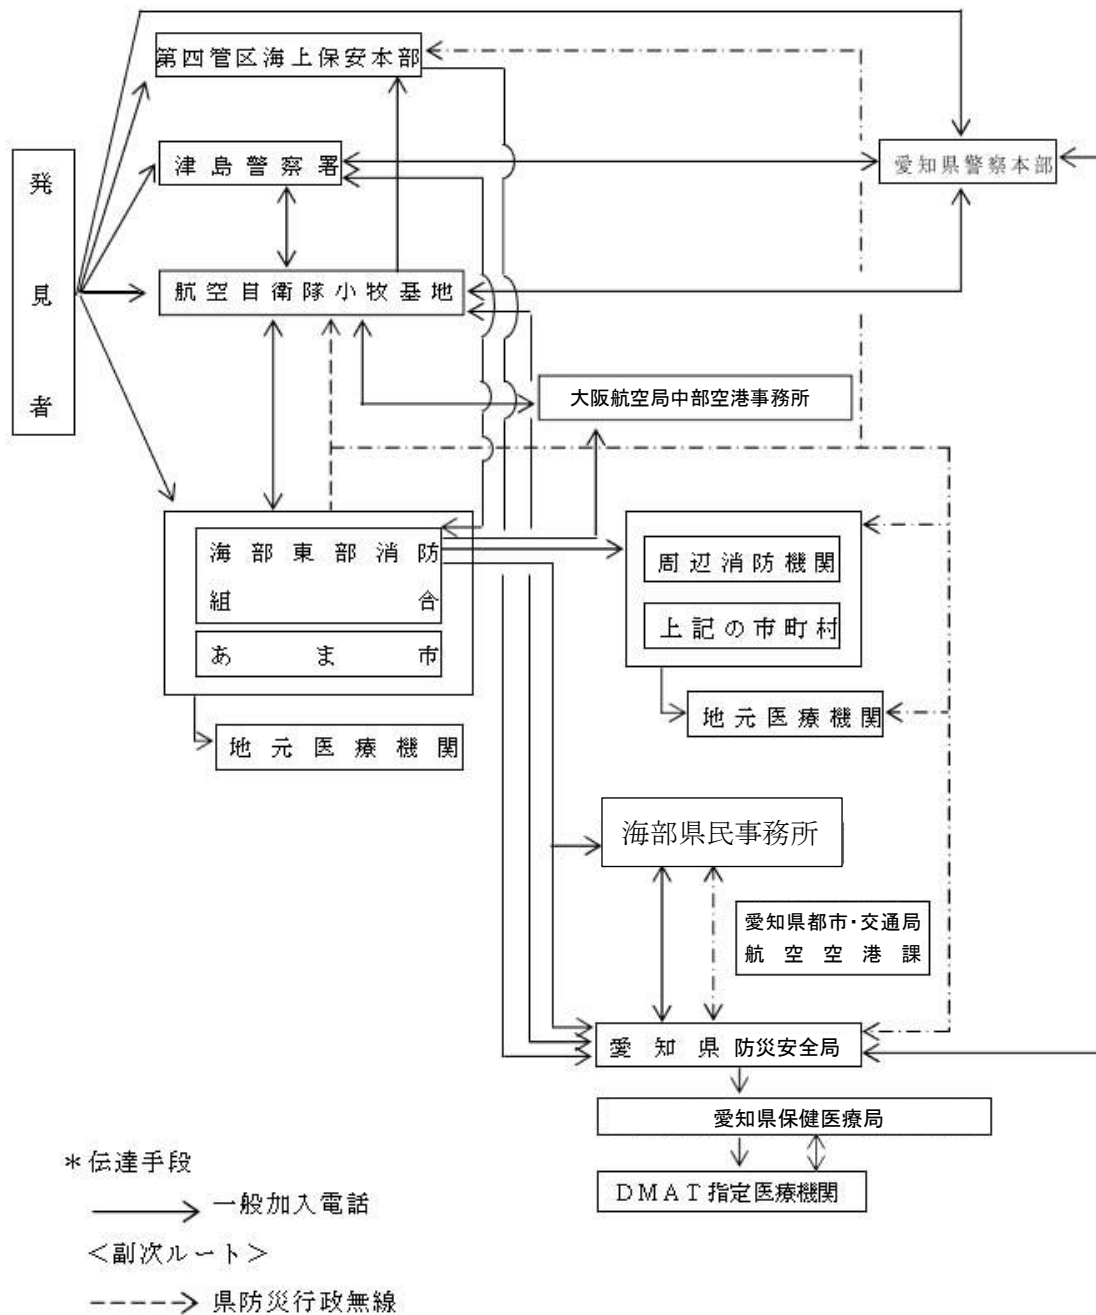 第四管区海上保安本部
津島警察署
愛知県警察本部
発見者
航空自衛隊小牧基地
大阪航空局中部空港事務所
海部東部消防
組合
あま市
周辺消防機関
上記の市町村
地元医療機関
地元医療機関
海部県民事務所
愛知県都市・交通局
航空空港課
愛知県 防災安全局
愛知県保健医療局
DMAT指定医療機関
*伝達手段
一般加入電話
<副次ルート>
県防災行政無線